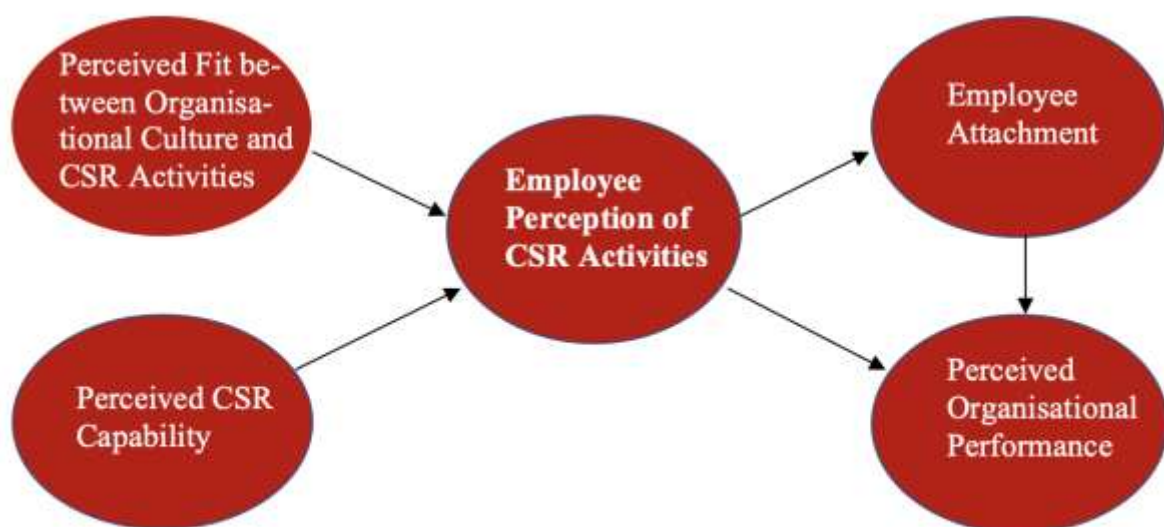 Perceived Fit be-
tween Organisa-
tional Culture and
CSR Activities
Perceived CSR
Capability
Employee
Perception of
CSR Activities
Employee
Attachment
Perceived
Organisational
Performance